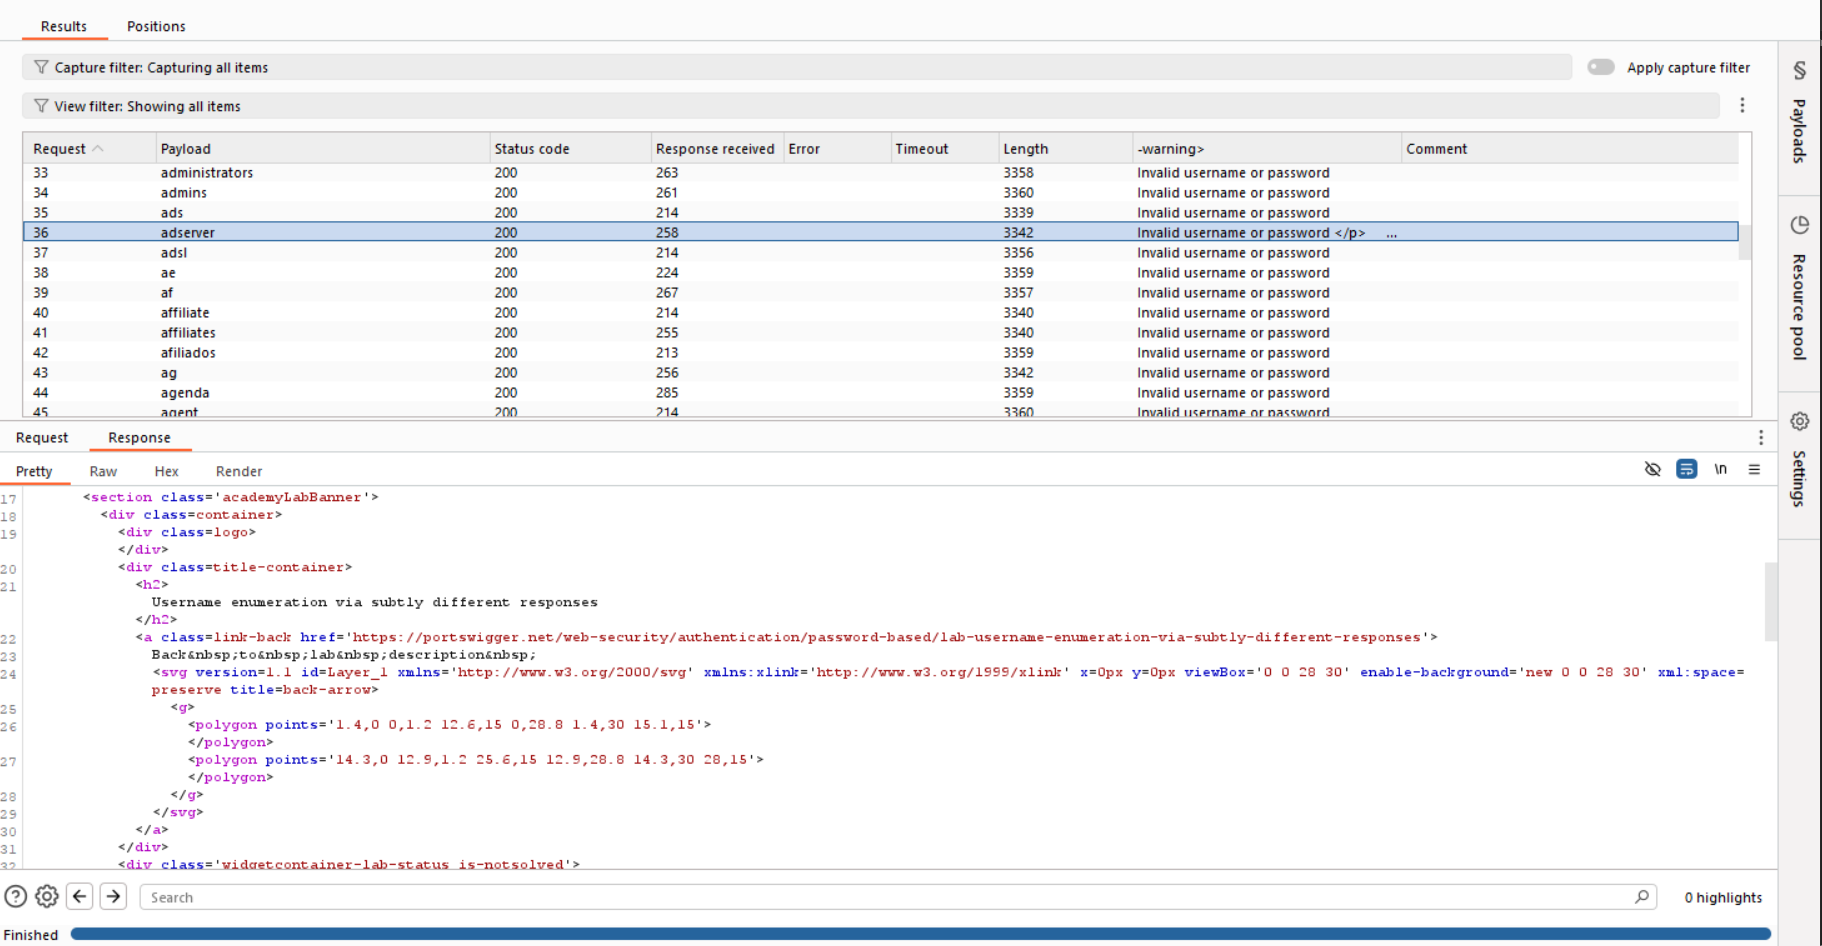 Results Positions
Capture filter: Capturing all items Apply capture filter
View filter: Showing all items
Request Payload Status code Response received Error Timeout Length -warning> Comment
33 administrators 200 263 3358 Invalid username or password
34 admins 200 261 3360 Invalid username or password
35 ads 200 214 3339 Invalid username or password
36 adserver 200 258 3342 Invalid username or password </p> ...
37 adsl 200 214 3356 Invalid username or password
38 ae 200 224 3359 Invalid username or password
39 af 200 267 3357 Invalid username or password
40 affiliate 200 214 3340 Invalid username or password
41 affiliates 200 255 3340 Invalid username or password
42 afiliados 200 213 3359 Invalid username or password
43 ag 200 256 3342 Invalid username or password
44 agenda 200 285 3359 Invalid username or password
45 agent 200 214 3360 Invalid username or password
Request Response
Pretty Raw Hex Render \n
17 <section class='academyLabBanner'>
18 <div class=container>
19 <div class=logo>
</div>
20 <div class=title-container>
21 <h2>
Username enumeration via subtly different responses
</h2>
22 <a class=link-back href='https://portswigger.net/web-security/authentication/password-based/lab-username-enumeration-via-subtly-different-responses'>
23 Back&nbsp;to&nbsp;lab&nbsp;description&nbsp;
24 <svg version=1.1 id=Layer_1 xmlns='http://www.w3.org/2000/svg' xmlns:xlink='http://www.w3.org/1999/xlink' x=0px y=0px viewBox='0 0 28 30' enable-background='new 0 0 28 30' xml:space=
preserve title=back-arrow>
25 <g>
26 <polygon points='1.4,0 0,1.2 12.6,15 0,28.8 1.4,30 15.1,15'>
</polygon>
27 <polygon points='14.3,0 12.9,1.2 25.6,15 12.9,28.8 14.3,30 28,15'>
</polygon>
28 </g>
29 </svg>
30 </a>
31 </div>
32 <div class='widgetcontainer-lab-status is-notsolved'>
Search 0 highlights
Finished
Payloads
Resource pool
Settings